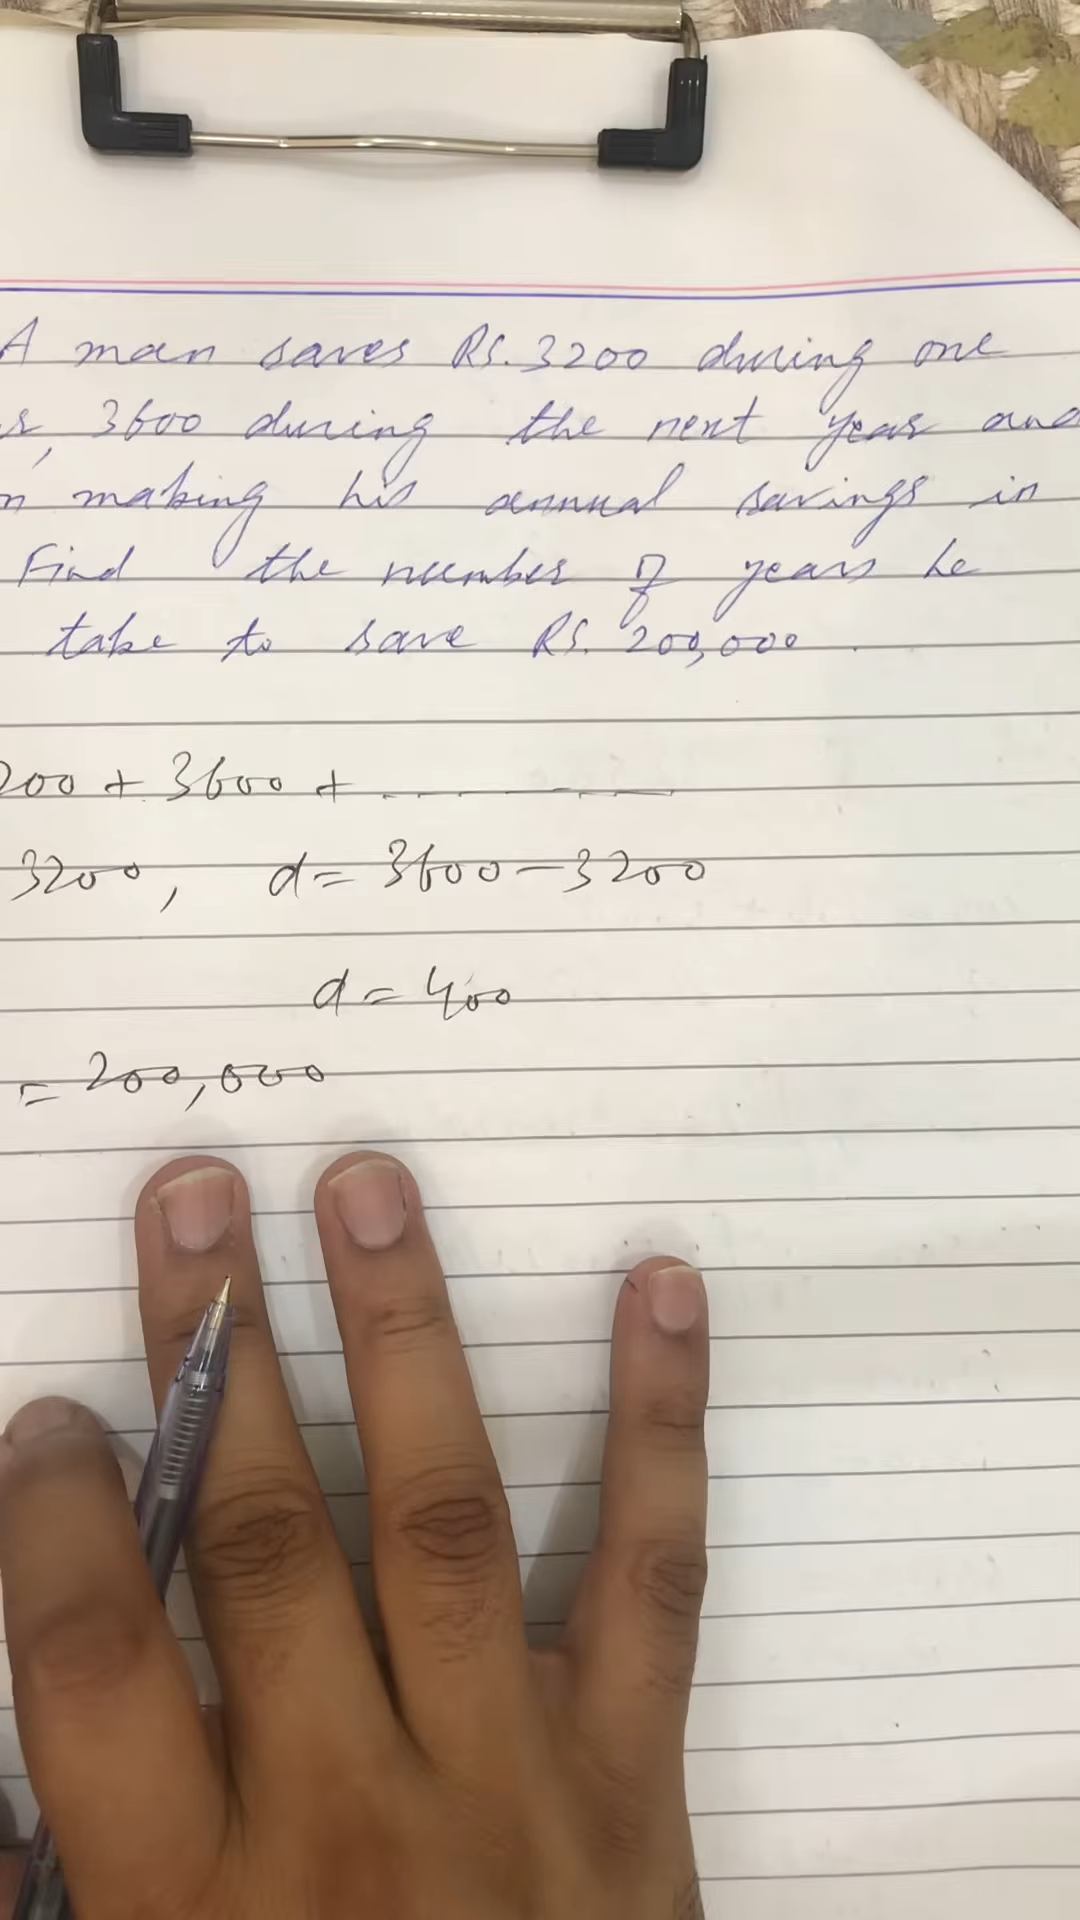 A man saves Rs. 3200 during one
3600 during the next year and
making his annual savings in
Find the number of years he
take to save Rs. 200,000.
200 + 3600 + ...
3200, d = 3600 - 3200
d = 400
= 200,000